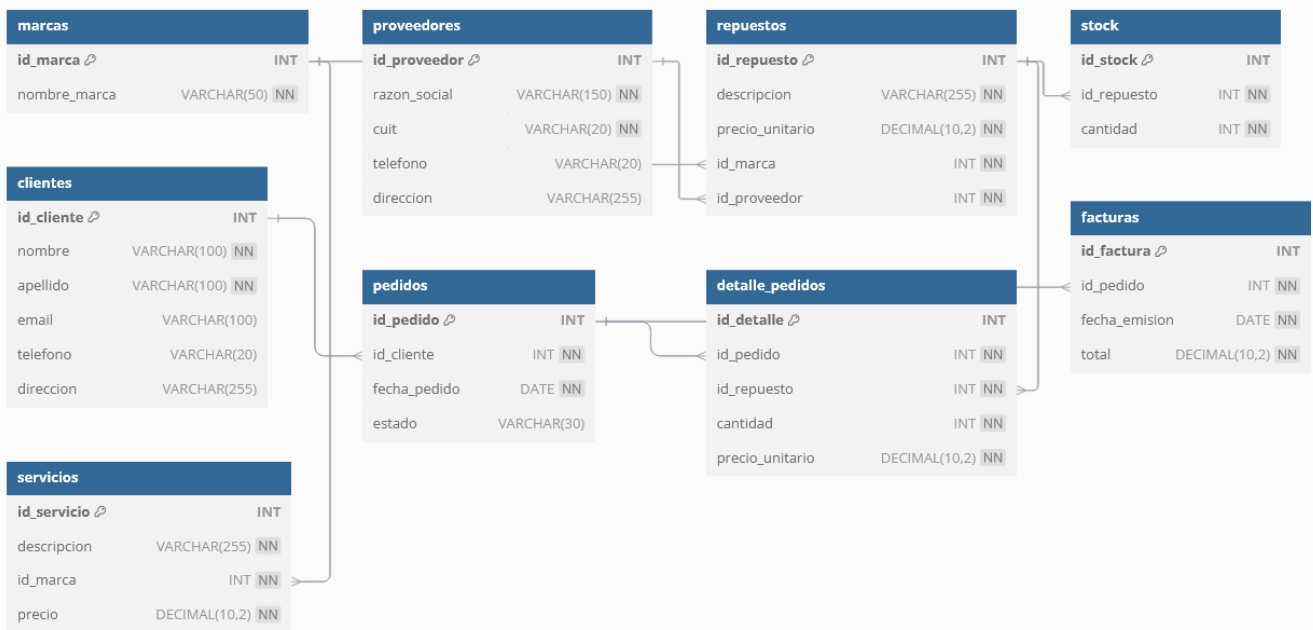 marcas
id_marca INT
nombre_marca VARCHAR(50) NN
proveedores
id_proveedor INT
razon_social VARCHAR(150) NN
cuit VARCHAR(20) NN
telefono VARCHAR(20)
direccion VARCHAR(255)
repuestos
id_repuesto INT
descripcion VARCHAR(255) NN
precio_unitario DECIMAL(10,2) NN
id_marca INT NN
id_proveedor INT NN
stock
id_stock INT
id_repuesto INT NN
cantidad INT NN
clientes
id_cliente INT
nombre VARCHAR(100) NN
apellido VARCHAR(100) NN
email VARCHAR(100)
telefono VARCHAR(20)
direccion VARCHAR(255)
pedidos
id_pedido INT
id_cliente INT NN
fecha_pedido DATE NN
estado VARCHAR(30)
detalle_pedidos
id_detalle INT
id_pedido INT NN
id_repuesto INT NN
cantidad INT NN
precio_unitario DECIMAL(10,2) NN
facturas
id_factura INT
id_pedido INT NN
fecha_emision DATE NN
total DECIMAL(10,2) NN
servicios
id_servicio INT
descripcion VARCHAR(255) NN
id_marca INT NN
precio DECIMAL(10,2) NN